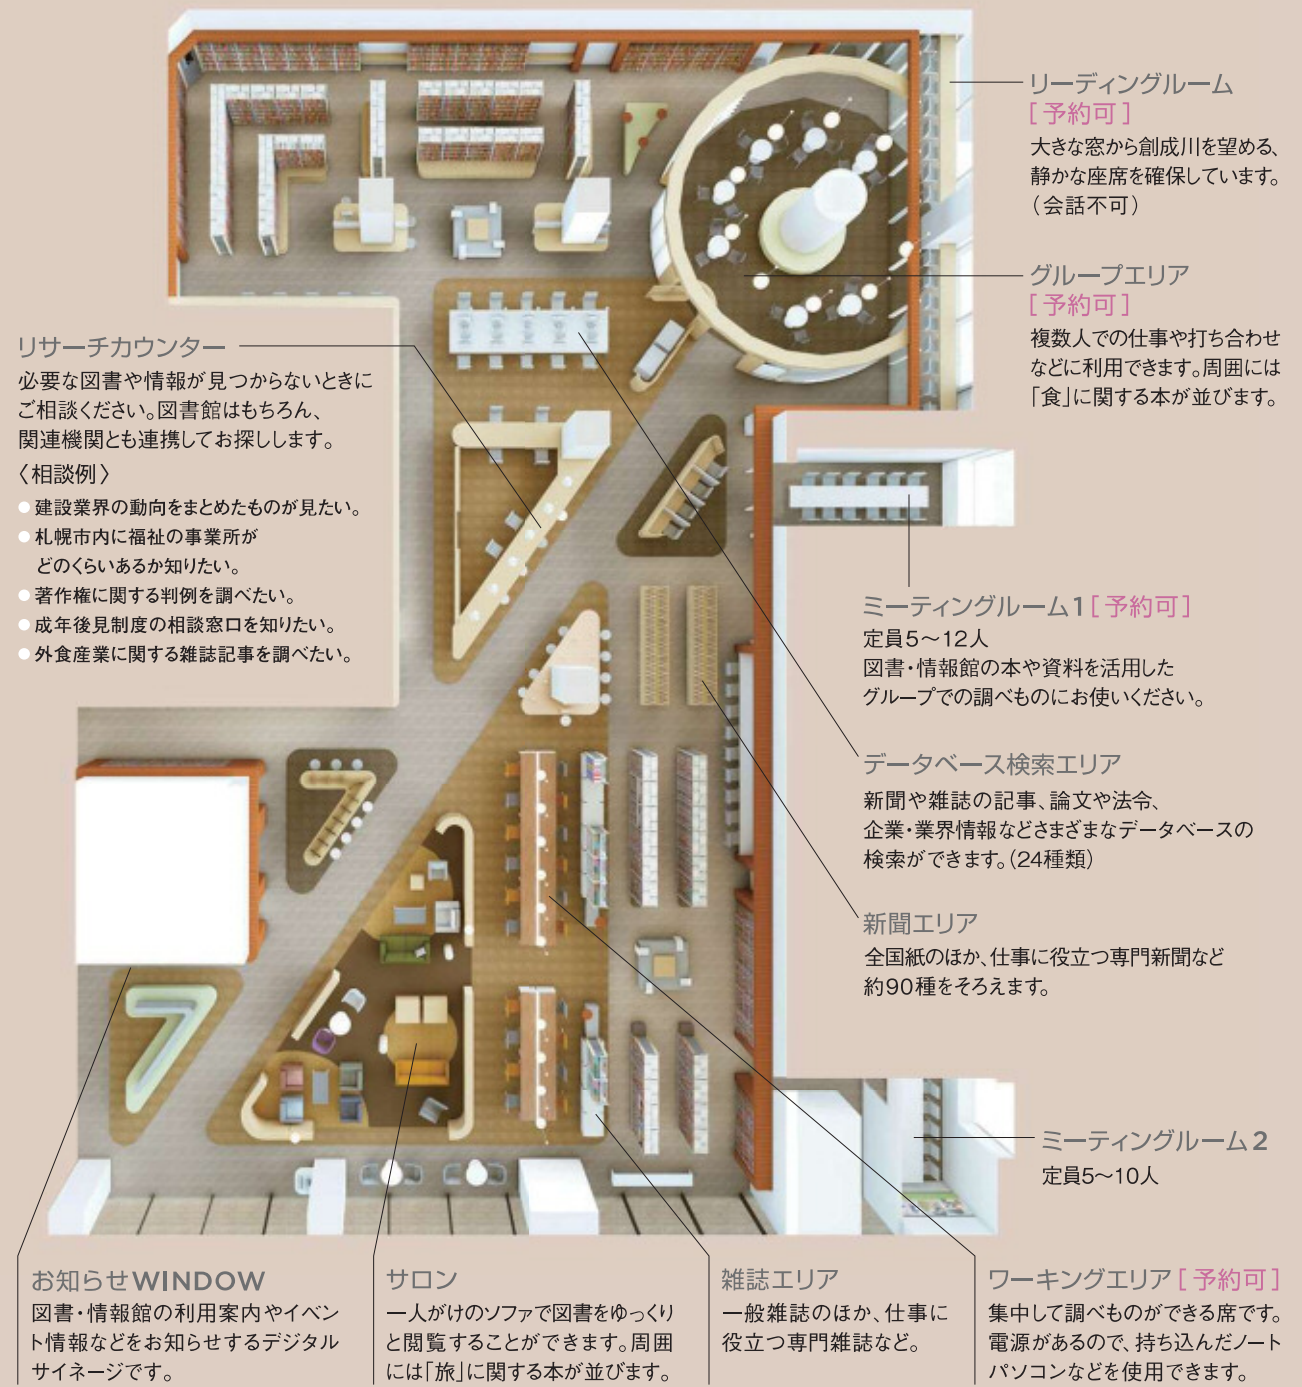 リーディングルーム
[予約可]
大きな窓から創成川を望める、
静かな座席を確保しています。
(会話不可)
グループエリア
[予約可]
複数人での仕事や打ち合わせ
などに利用できます。周囲には
「食」に関する本が並びます。
リサーチカウンター
必要な図書や情報が見つからないときに
ご相談ください。図書館はもちろん、
関連機関とも連携してお探しします。
〈相談例〉
●建設業界の動向をまとめたものが見たい。
●札幌市内に福祉の事業所が
どのくらいあるか知りたい。
●著作権に関する判例を調べたい。
●成年後見制度の相談窓口を知りたい。
●外食産業に関する雑誌記事を調べたい。
ミーティングルーム1[予約可]
定員5〜12人
図書・情報館の本や資料を活用した
グループでの調べものにお使いください。
データベース検索エリア
新聞や雑誌の記事、論文や法令、
企業・業界情報などさまざまなデータベースの
検索ができます。(24種類)
新聞エリア
全国紙のほか、仕事に役立つ専門新聞など
約90種をそろえます。
ミーティングルーム2
定員5〜10人
お知らせWINDOW
図書・情報館の利用案内やイベン
ト情報などをお知らせするデジタル
サイネージです。
サロン
一人がけのソファで図書をゆっくり
と閲覧することができます。周囲
には「旅」に関する本が並びます。
雑誌エリア
一般雑誌のほか、仕事に
役立つ専門雑誌など。
ワーキングエリア[予約可]
集中して調べものができる席です。
電源があるので、持ち込んだノート
パソコンなどを使用できます。